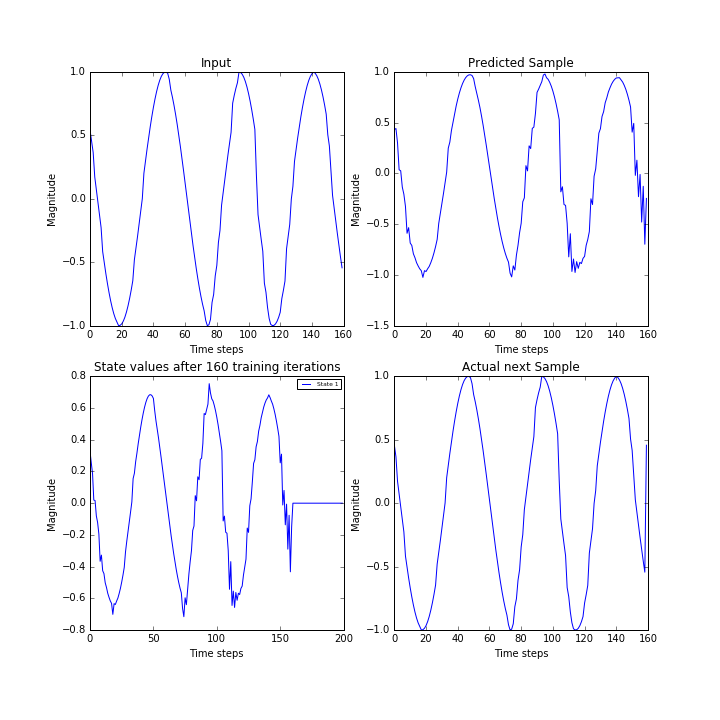 Input
1.0
0.5
0.0
−0.5
−1.0
Magnitude
0 20 40 60 80 100 120 140 160
Time steps
Predicted Sample
1.0
0.5
0.0
−0.5
−1.0
−1.5
Magnitude
0 20 40 60 80 100 120 140 160
Time steps
State values after 160 training iterations
State 1
0.8
0.6
0.4
0.2
0.0
−0.2
−0.4
−0.6
−0.8
Magnitude
0 50 100 150 200
Time steps
Actual next Sample
1.0
0.5
0.0
−0.5
−1.0
Magnitude
0 20 40 60 80 100 120 140 160
Time steps